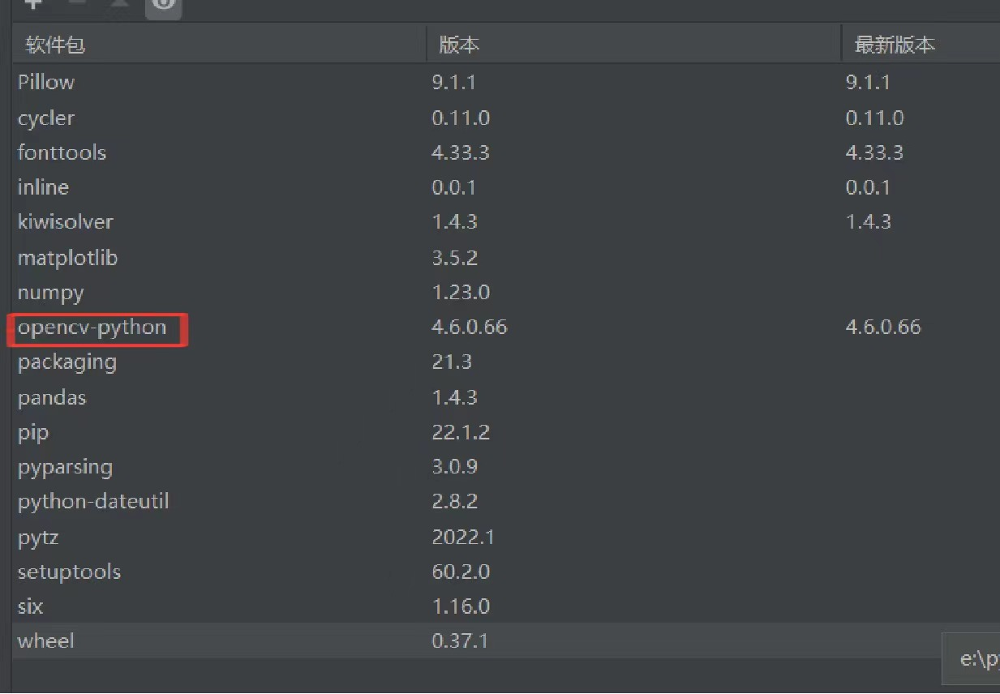 软件包 版本 最新版本
Pillow 9.1.1 9.1.1
cycler 0.11.0 0.11.0
fonttools 4.33.3 4.33.3
inline 0.0.1 0.0.1
kiwisolver 1.4.3 1.4.3
matplotlib 3.5.2
numpy 1.23.0
opencv-python 4.6.0.66 4.6.0.66
packaging 21.3
pandas 1.4.3
pip 22.1.2
pyparsing 3.0.9
python-dateutil 2.8.2
pytz 2022.1
setuptools 60.2.0
six 1.16.0
wheel 0.37.1
e:\py